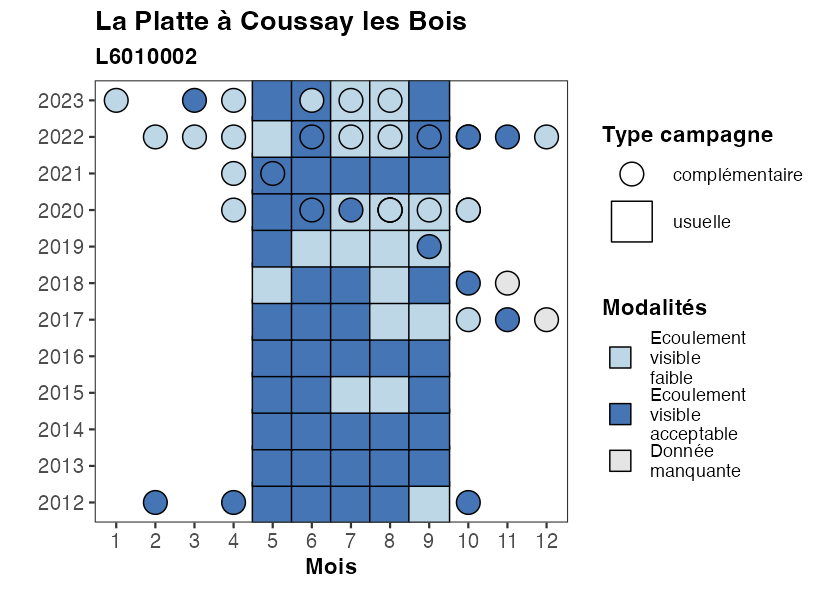 La Platte à Coussay les Bois
L6010002
2023
2022
2021
2020
2019
2018
2017
2016
2015
2014
2013
2012
1 2 3 4 5 6 7 8 9 10 11 12
Mois
Type campagne
complémentaire
usuelle
Modalités
Ecoulement
visible
faible
Ecoulement
visible
acceptable
Donnée
manquante